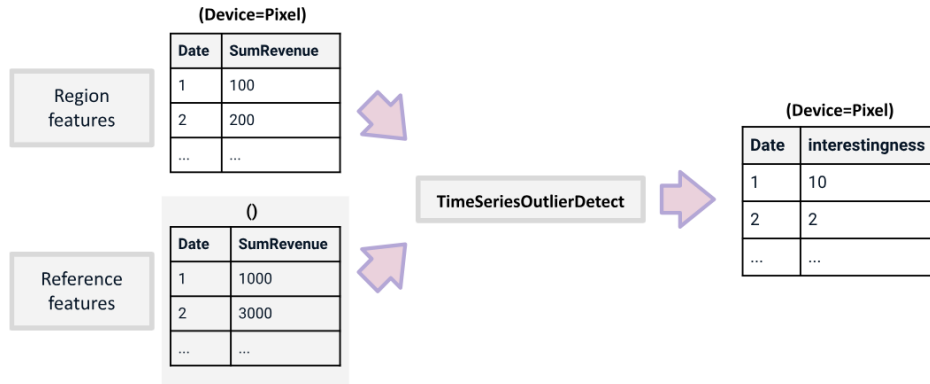 (Device=Pixel)
Date SumRevenue
1 100
2 200
... ...
Region
features
()
Date SumRevenue
1 1000
2 3000
... ...
Reference
features
TimeSeriesOutlierDetect
(Device=Pixel)
Date interestingness
1 10
2 2
... ...